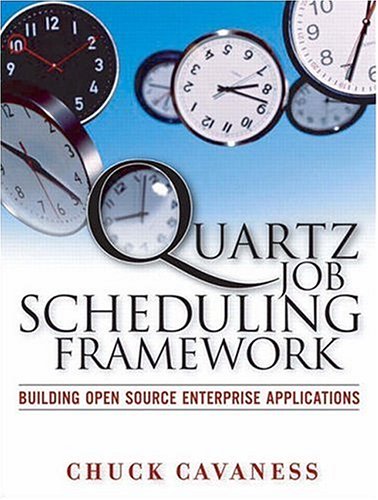 QUARTZ
JOB
SCHEDULING
FRAMEWORK
BUILDING OPEN SOURCE ENTERPRISE APPLICATIONS
CHUCK CAVANESS